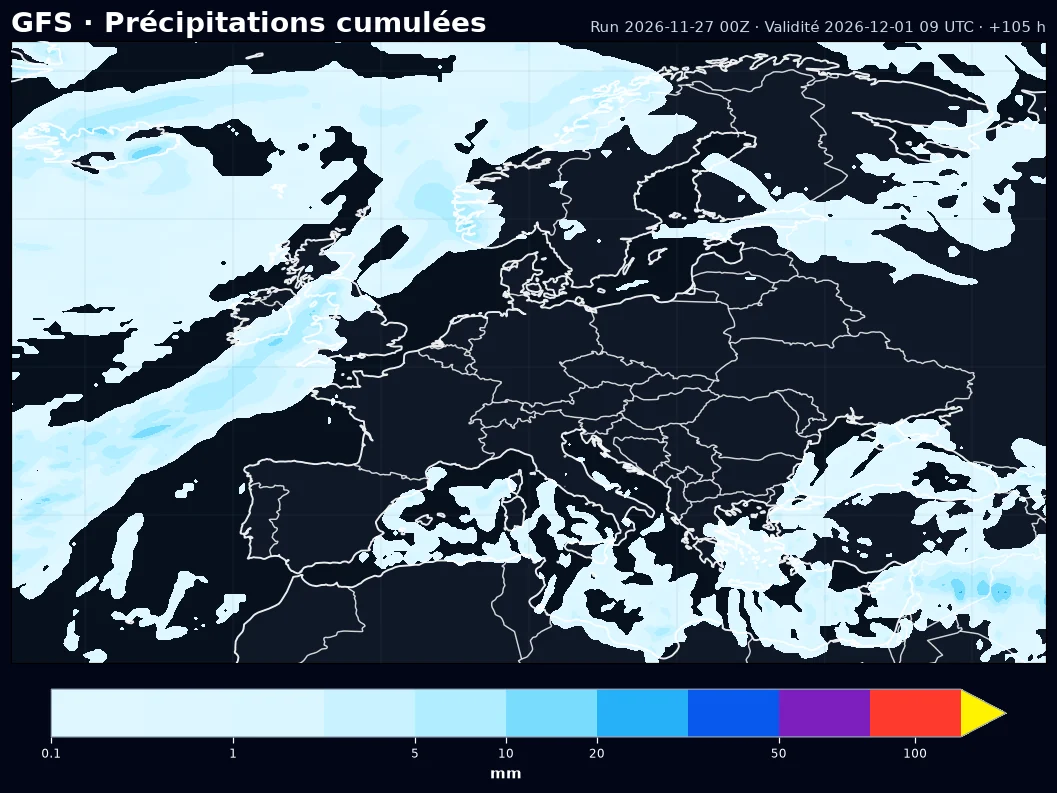 GFS · Précipitations cumulées
Run 2026-11-27 00Z · Validité 2026-12-01 09 UTC · +105 h
0.1 1 5 10 20 50 100
mm